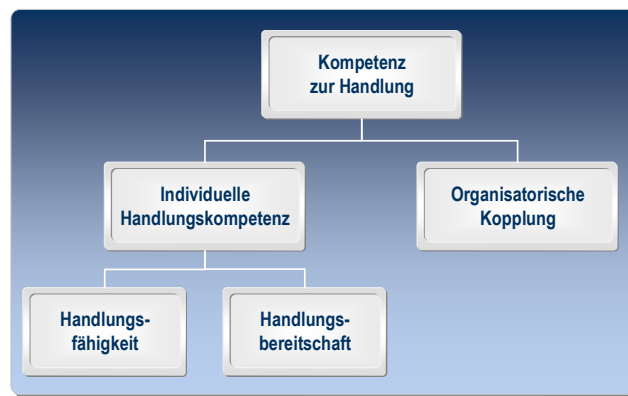 Kompetenz
zur Handlung
Individuelle
Handlungskompetenz
Organisatorische
Kopplung
Handlungs-
fähigkeit
Handlungs-
bereitschaft